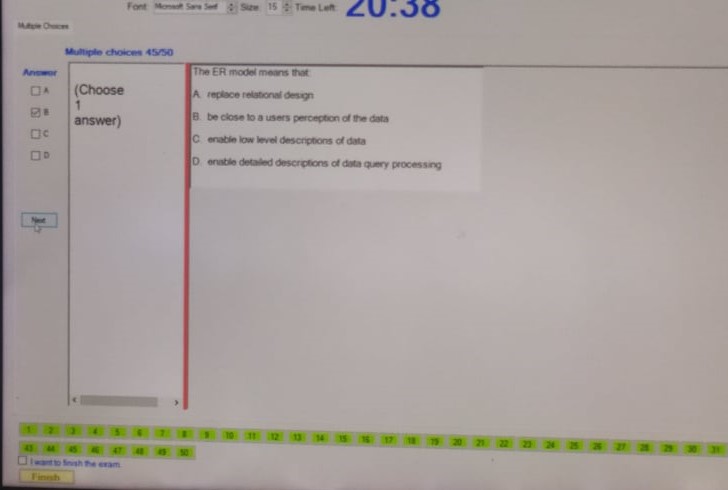 Font: Microsoft Sans Serif Size: 15 Time Left: 20:38
Multiple Choices
Multiple choices 45/50
Answer
A
B
C
D
Next
(Choose
1
answer)
The ER model means that:
A. replace relational design
B. be close to a users perception of the data
C. enable low level descriptions of data
D. enable detailed descriptions of data query processing
1 2 3 4 5 6 7 8 9 10 11 12 13 14 15 16 17 18 19 20 21 22 23 24 25 26 27 28 29 30 31
43 44 45 46 47 48 49 50
I want to finish the exam.
Finish